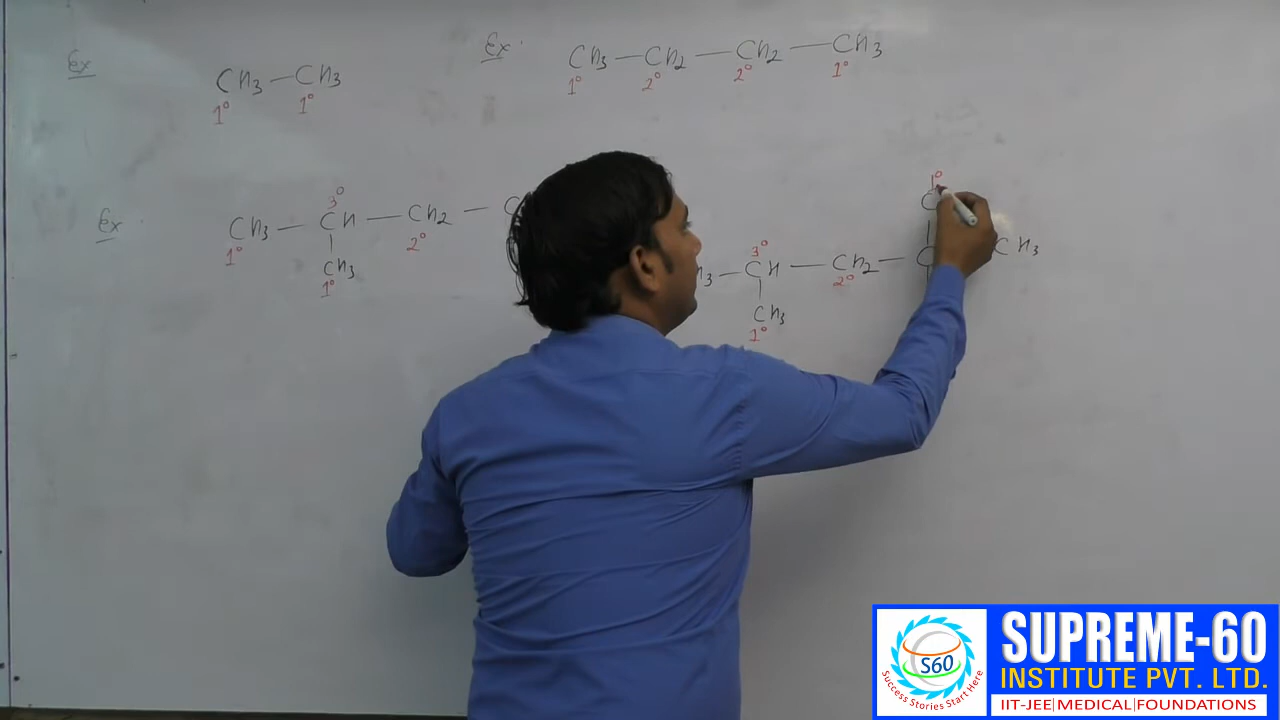 Ex CH3 — CH3
1° 1°
Ex. CH3 — CH2 — CH2 — CH3
1° 2° 2° 1°
3°
Ex. CH3 — CH — CH2 — C
1° 2°
CH3
1°
1°
C
3°
H3 — CH — CH2 — C CH3
2°
CH3
1°
S60
Success Stories Start Here
SUPREME-60
INSTITUTE PVT. LTD.
IIT-JEE|MEDICAL|FOUNDATIONS